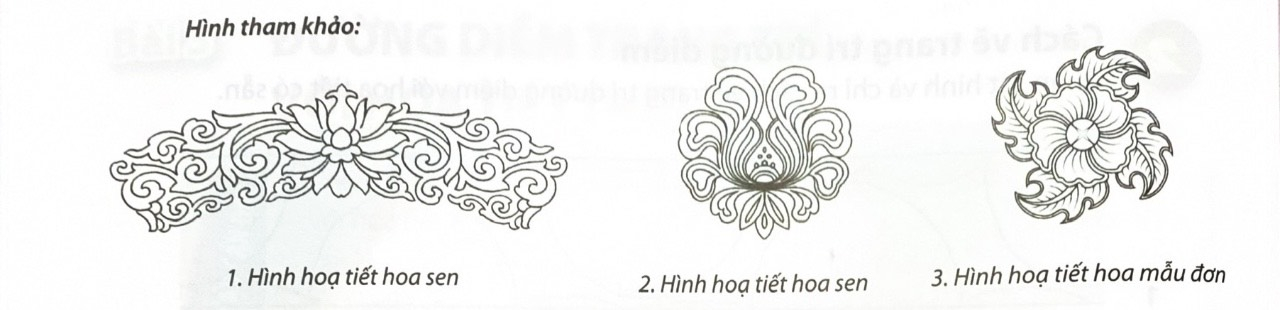 Hình tham khảo:
1. Hình hoạ tiết hoa sen
2. Hình hoạ tiết hoa sen
3. Hình hoạ tiết hoa mẫu đơn